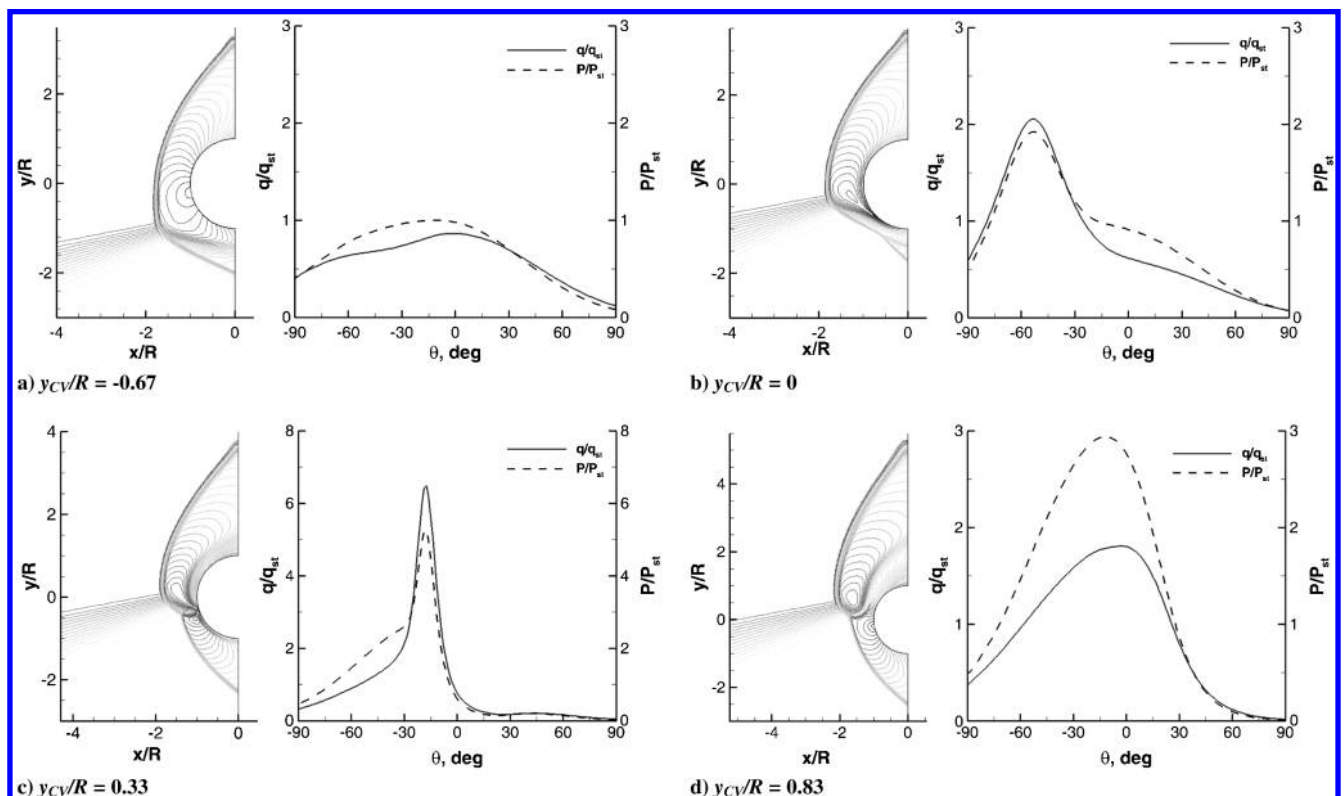 3
3
2
2
1
1
0
0
2
0
-2
-4
-2
0
y/R
x/R
q/q_st
P/P_st
q/q_st
P/P_st
-90
-60
-30
0
30
60
90
θ, deg
a) y_CV/R = -0.67
3
3
2
2
1
1
0
0
2
0
-2
-4
-2
0
y/R
x/R
q/q_st
P/P_st
q/q_st
P/P_st
-90
-60
-30
0
30
60
90
θ, deg
b) y_CV/R = 0
4
2
0
-2
-4
-2
0
y/R
x/R
8
8
6
6
4
4
2
2
0
0
q/q_st
P/P_st
q/q_st
P/P_st
-90
-60
-30
0
30
60
90
θ, deg
c) y_CV/R = 0.33
4
2
0
-2
-4
-2
0
y/R
x/R
3
3
2
2
1
1
0
0
q/q_st
P/P_st
q/q_st
P/P_st
-90
-60
-30
0
30
60
90
θ, deg
d) y_CV/R = 0.83